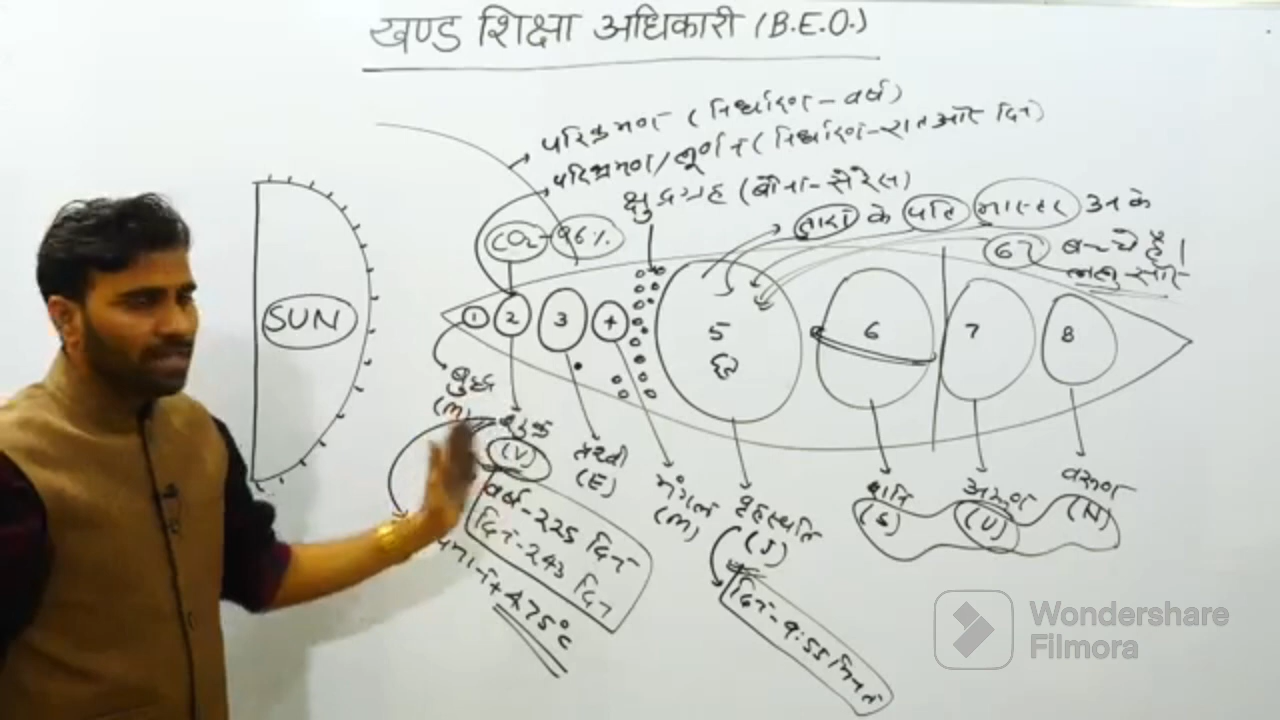 खण्ड शिक्षा अधिकारी (B.E.O.)
परिक्रमण (निर्धारण-वर्ष)
परिभ्रमण/घूर्णन (निर्धारण-रात और दिन)
क्षुद्रग्रह (बौना-सैरेस)
तारा के पति मास्टर उन के
67 बच्चे हैं।
CO₂-96%
SUN
1 2 3 4 5 6 7 8
बुध
(M)
शुक्र
(V)
(E)
मंगल
(M)
बृहस्पति
(J)
शनि
(S)
अरुण
(U)
वरुण
(N)
वर्ष-225 दिन
दिन-243 दिन
+475°C
दिन-9:55 मिनट
Wondershare
Filmora